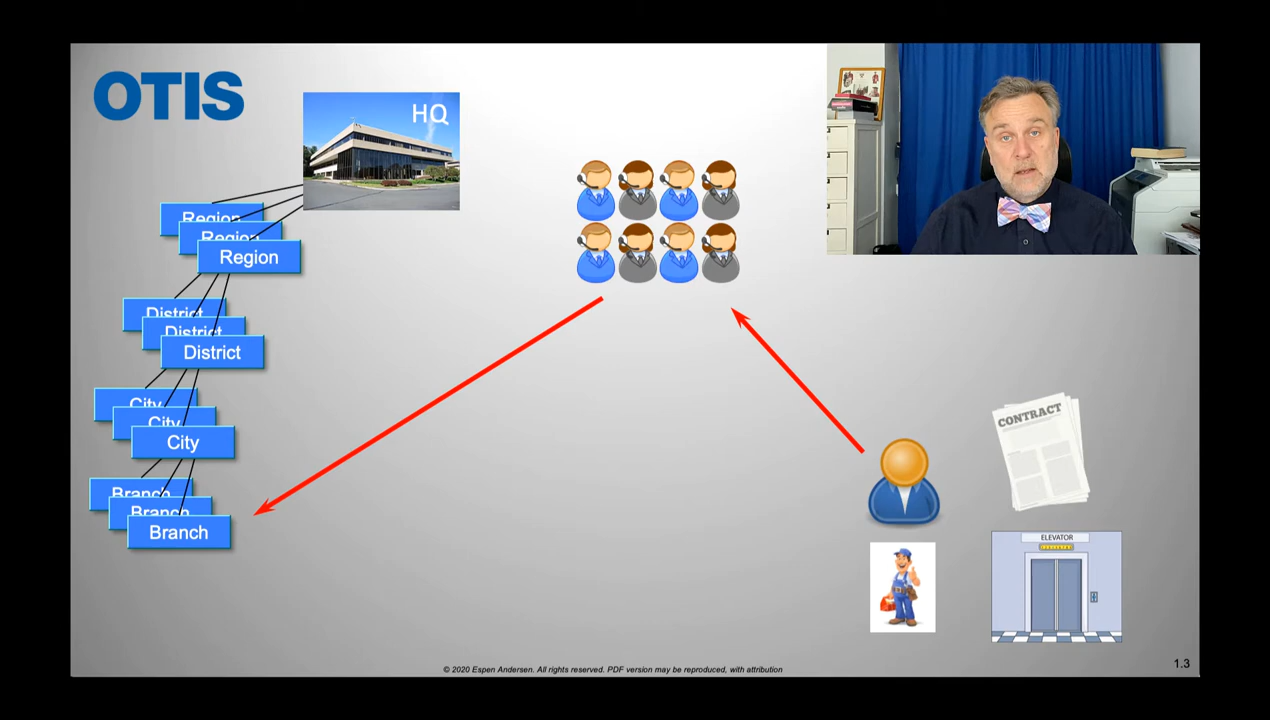 OTIS
HQ
Region
Region
Region
District
District
District
City
City
City
Branch
Branch
Branch
CONTRACT
ELEVATOR
© 2020 Espen Andersen. All rights reserved. PDF version may be reproduced, with attribution
1.3